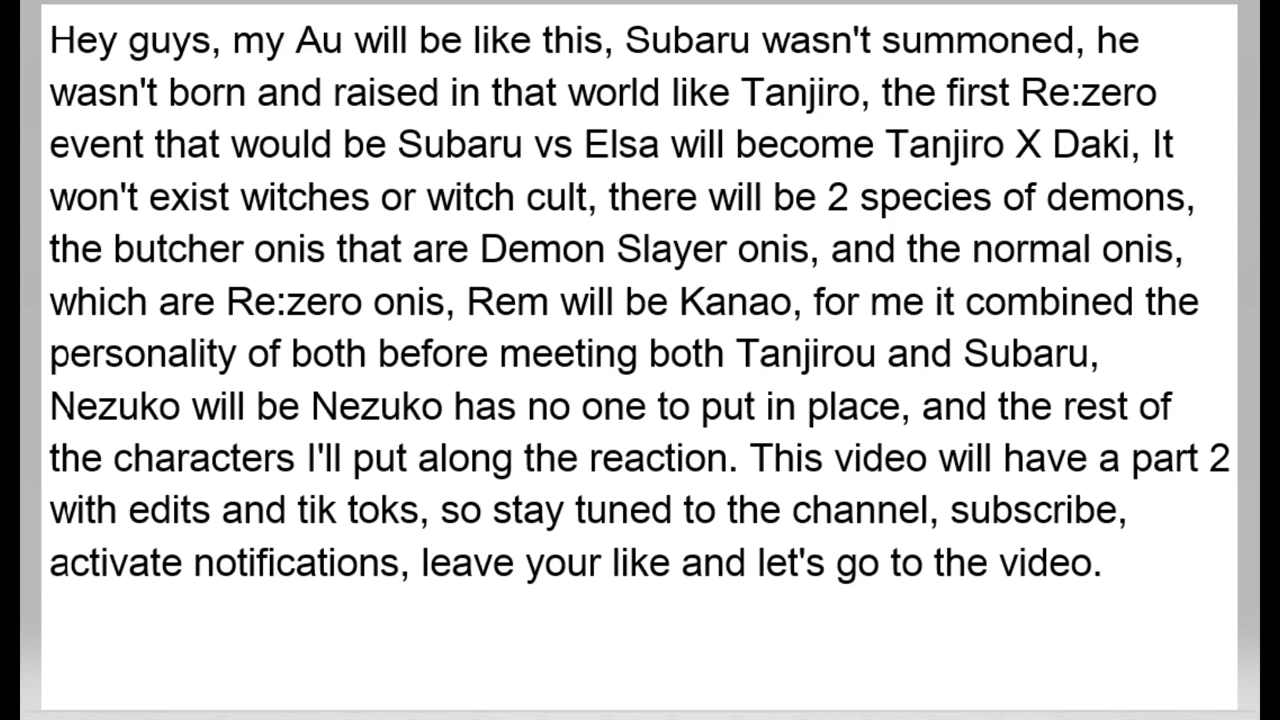 Hey guys, my Au will be like this, Subaru wasn't summoned, he
wasn't born and raised in that world like Tanjiro, the first Re:zero
event that would be Subaru vs Elsa will become Tanjiro X Daki, It
won't exist witches or witch cult, there will be 2 species of demons,
the butcher onis that are Demon Slayer onis, and the normal onis,
which are Re:zero onis, Rem will be Kanao, for me it combined the
personality of both before meeting both Tanjirou and Subaru,
Nezuko will be Nezuko has no one to put in place, and the rest of
the characters I'll put along the reaction. This video will have a part 2
with edits and tik toks, so stay tuned to the channel, subscribe,
activate notifications, leave your like and let's go to the video.